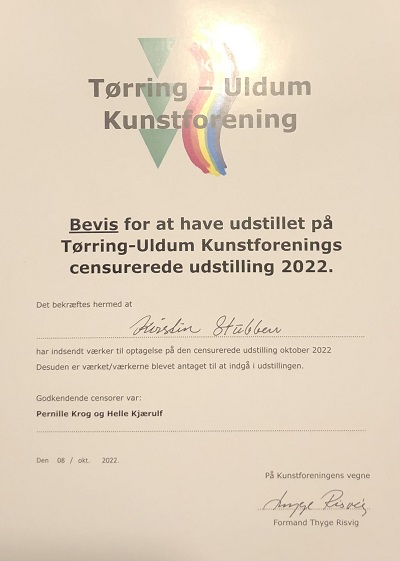 Tørring – Uldum
Kunstforening
Bevis for at have udstillet på
Tørring-Uldum Kunstforenings
censurerede udstilling 2022.
Det bekræftes hermed at
Kirstin Stubben
har indsendt værker til optagelse på den censurerede udstilling oktober 2022
Desuden er værket/værkerne blevet antaget til at indgå i udstillingen.
Godkendende censorer var:
Pernille Krog og Helle Kjærulf
Den 08 / okt. 2022.
På Kunstforeningens vegne
Thyge Risvig
Formand Thyge Risvig